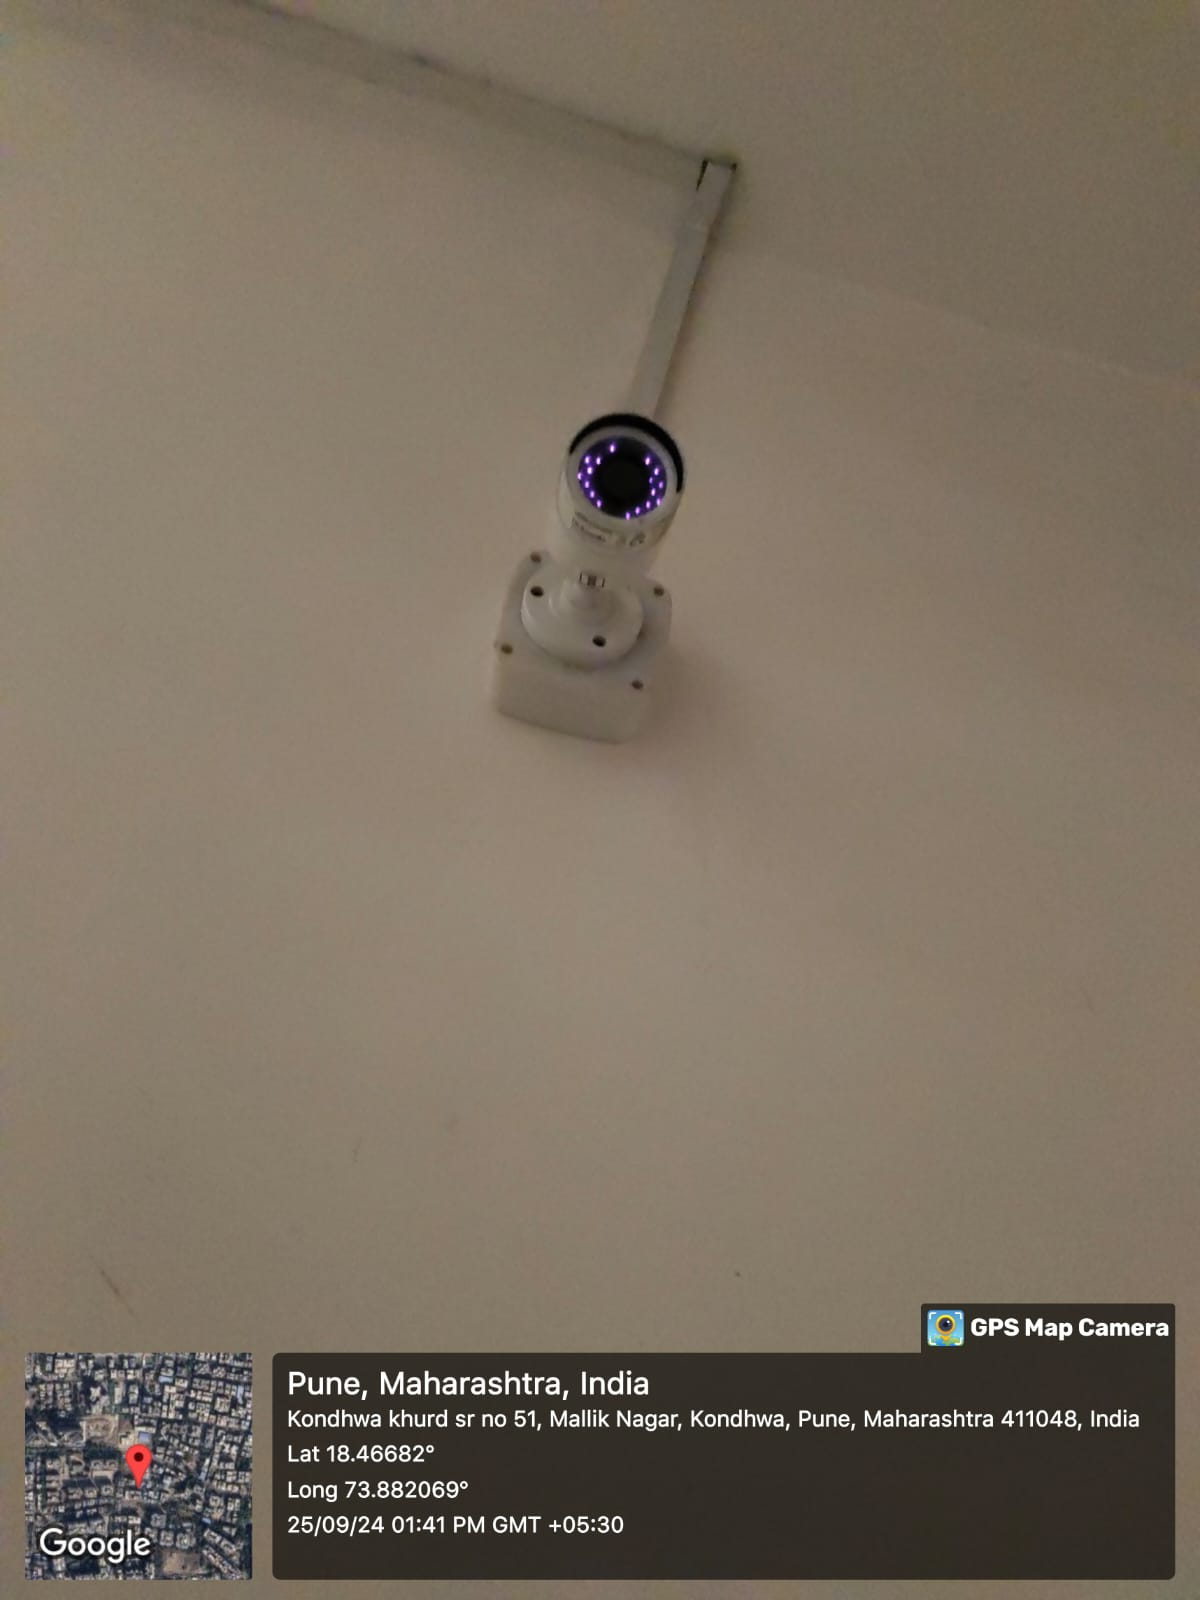 GPS Map Camera
Pune, Maharashtra, India
Kondhwa khurd sr no 51, Mallik Nagar, Kondhwa, Pune, Maharashtra 411048, India
Lat 18.46682°
Long 73.882069°
25/09/24 01:41 PM GMT +05:30
Google